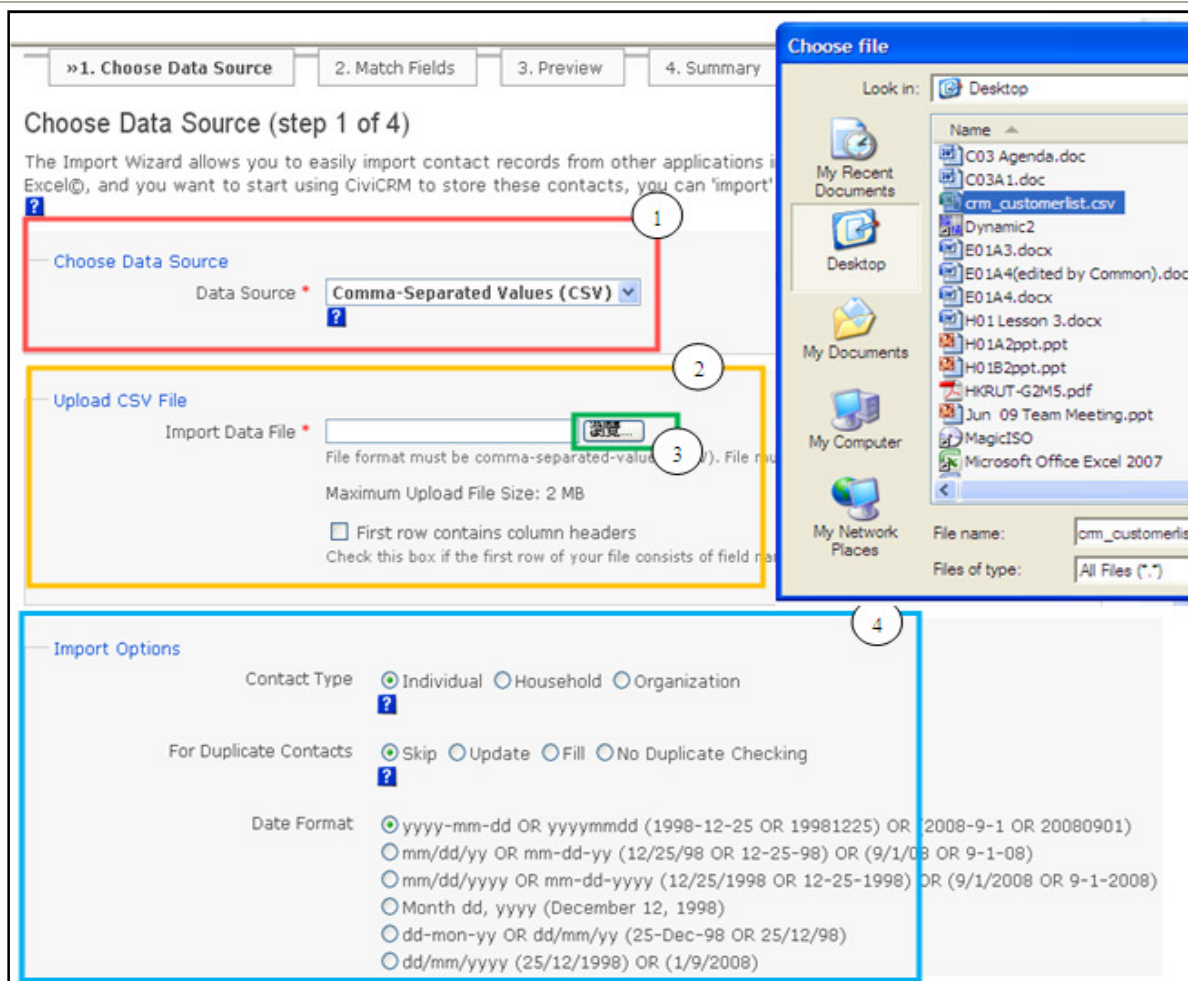 »1. Choose Data Source
2. Match Fields
3. Preview
4. Summary
Choose Data Source (step 1 of 4)
The Import Wizard allows you to easily import contact records from other applications i
Excel©, and you want to start using CiviCRM to store these contacts, you can 'import'
?
1
Choose Data Source
Data Source * Comma-Separated Values (CSV)
?
2
Upload CSV File
Import Data File * 瀏覽...
3
File format must be comma-separated-value V). File mu
Maximum Upload File Size: 2 MB
First row contains column headers
Check this box if the first row of your file consists of field nar
4
Import Options
Contact Type Individual Household Organization
?
For Duplicate Contacts Skip Update Fill No Duplicate Checking
?
Date Format yyyy-mm-dd OR yyyymmdd (1998-12-25 OR 19981225) OR (2008-9-1 OR 20080901)
mm/dd/yy OR mm-dd-yy (12/25/98 OR 12-25-98) OR (9/1/08 OR 9-1-08)
mm/dd/yyyy OR mm-dd-yyyy (12/25/1998 OR 12-25-1998) OR (9/1/2008 OR 9-1-2008)
Month dd, yyyy (December 12, 1998)
dd-mon-yy OR dd/mm/yy (25-Dec-98 OR 25/12/98)
dd/mm/yyyy (25/12/1998) OR (1/9/2008)
Choose file
Look in: Desktop
My Recent
Documents
Desktop
My Documents
My Computer
My Network
Places
Name
C03 Agenda.doc
C03A1.doc
crm_customerlist.csv
Dynamic2
E01A3.docx
E01A4(edited by Common).doc
E01A4.docx
H01 Lesson 3.docx
H01A2ppt.ppt
H01B2ppt.ppt
HKRUT-G2M5.pdf
Jun 09 Team Meeting.ppt
MagicISO
Microsoft Office Excel 2007
File name: crm_customerlis
Files of type: All Files (*.*)